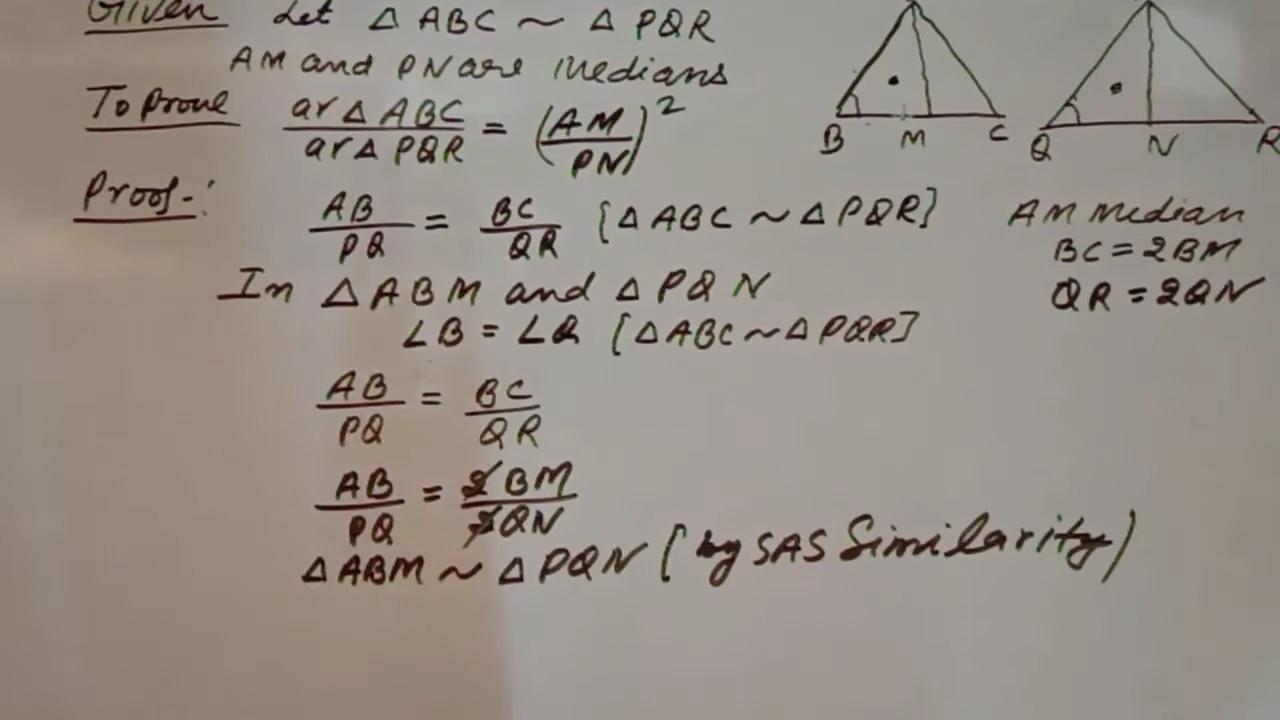 Given Let △ ABC ~ △ PQR
AM and PN are Medians
To prove ar△ABC/ar△PQR = (AM/PN)²
B M C Q N R
Proof-:
AB/PQ = BC/QR [△ABC ~ △PQR]
AM Median
BC = 2BM
QR = 2QN
In △ABM and △PQN
∠B = ∠Q [△ABC ~ △PQR]
AB/PQ = BC/QR
AB/PQ = 2BM/2QN
△ABM ~ △PQN (by SAS Similarity)